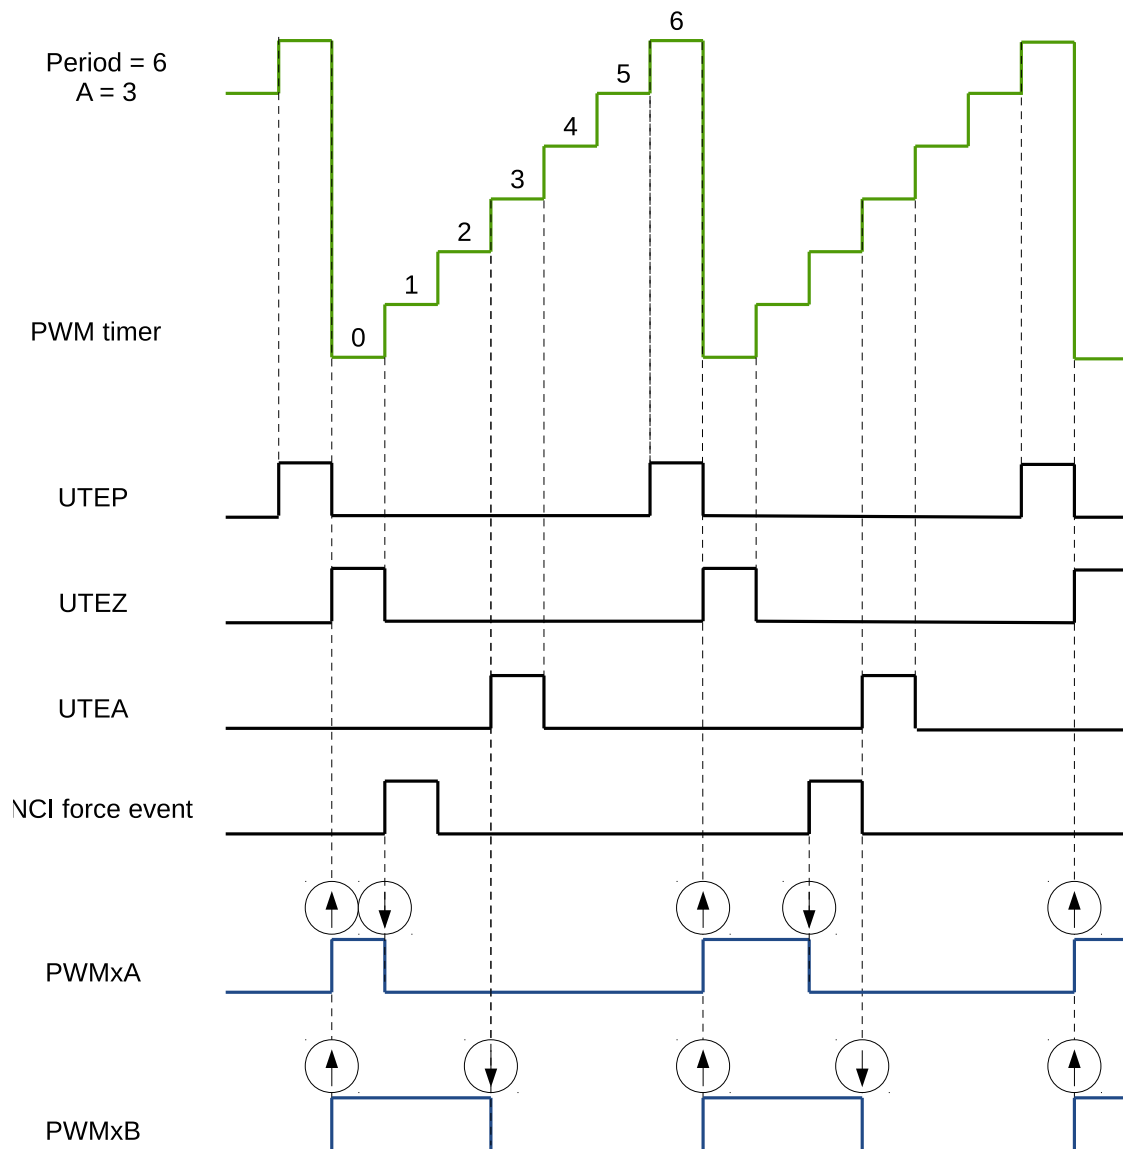 6
Period = 6
A = 3
5
4
3
2
1
0
PWM timer
UTEP
UTEZ
UTEA
NCI force event
PWMxA
PWMxB